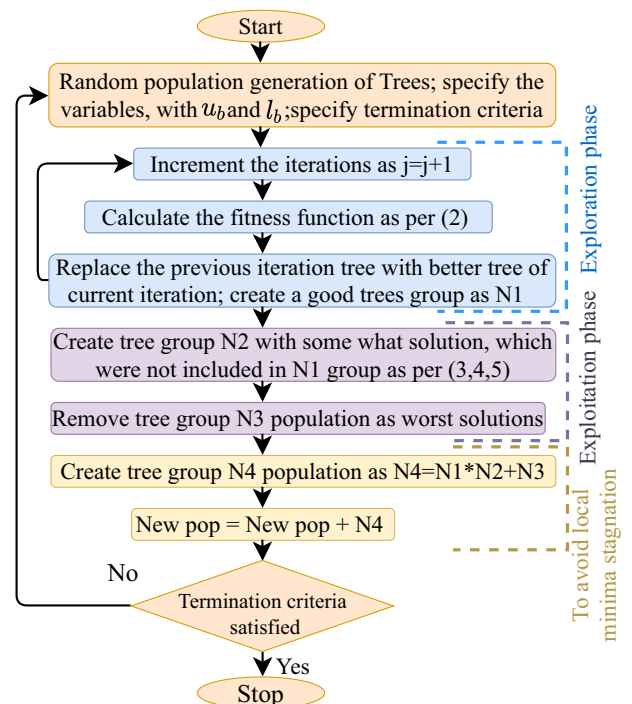 Start
Random population generation of Trees; specify the
variables, with u_b and l_b ;specify termination criteria
Increment the iterations as j=j+1
Calculate the fitness function as per (2)
Replace the previous iteration tree with better tree of
current iteration; create a good trees group as N1
Exploration phase
Create tree group N2 with some what solution, which
were not included in N1 group as per (3,4,5)
Remove tree group N3 population as worst solutions
Exploitation phase
Create tree group N4 population as N4=N1*N2+N3
New pop = New pop + N4
To avoid local
minima stagnation
No
Termination criteria
satisfied
Yes
Stop